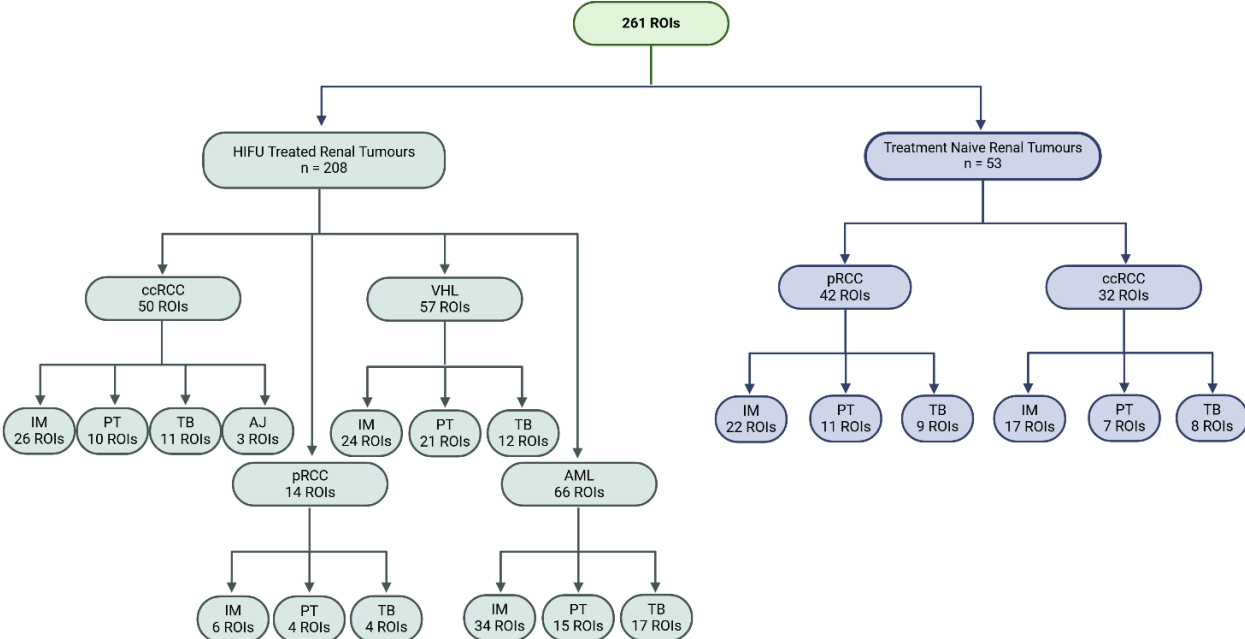 261 ROIs
HIFU Treated Renal Tumours
n = 208
Treatment Naive Renal Tumours
n = 53
ccRCC
50 ROIs
VHL
57 ROIs
pRCC
42 ROIs
ccRCC
32 ROIs
IM
26 ROIs
PT
10 ROIs
TB
11 ROIs
AJ
3 ROIs
IM
24 ROIs
PT
21 ROIs
TB
12 ROIs
IM
22 ROIs
PT
11 ROIs
TB
9 ROIs
IM
17 ROIs
PT
7 ROIs
TB
8 ROIs
pRCC
14 ROIs
AML
66 ROIs
IM
6 ROIs
PT
4 ROIs
TB
4 ROIs
IM
34 ROIs
PT
15 ROIs
TB
17 ROIs